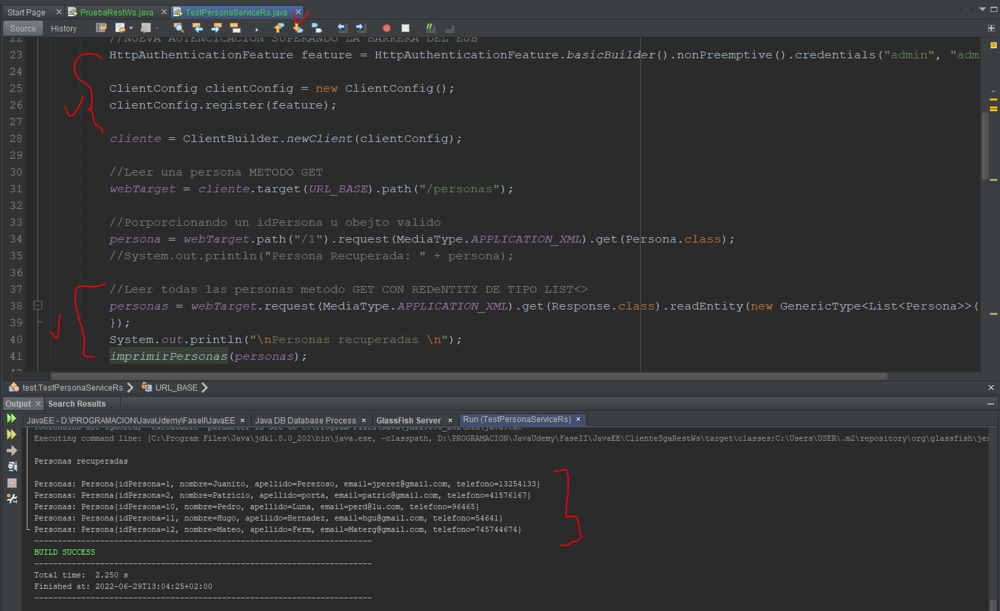 Start Page
PruebaRestWs.java
TestPersonaServiceRs.java
Source
History
22 //NUEVA AUTENCICACION SUPERANDO LA BARRERA DEL EJB
23 HttpAuthenticationFeature feature = HttpAuthenticationFeature.basicBuilder().nonPreemptive().credentials("admin", "adm
24
25 ClientConfig clientConfig = new ClientConfig();
26 clientConfig.register(feature);
27
28 cliente = ClientBuilder.newClient(clientConfig);
29
30 //Leer una persona METODO GET
31 webTarget = cliente.target(URL_BASE).path("/personas");
32
33 //Porporcionando un idPersona u obejto valido
34 persona = webTarget.path("/1").request(MediaType.APPLICATION_XML).get(Persona.class);
35 //System.out.println("Persona Recuperada: " + persona);
36
37 //Leer todas las personas metodo GET CON REDeNTITY DE TIPO LIST<>
38 personas = webTarget.request(MediaType.APPLICATION_XML).get(Response.class).readEntity(new GenericType<List<Persona>>(
39 });
40 System.out.println("\nPersonas recuperadas \n");
41 imprimirPersonas(personas);
42
test.TestPersonaServiceRs
URL_BASE
Output
Search Results
JavaEE - D:\PROGRAMACION\JavaUdemy\FaseII\JavaEE
Java DB Database Process
GlassFish Server
Run (TestPersonaServiceRs)
Toolchains are ignored, 'executable' parameter is set to C:\Program Files\Java\jdk1.8.0_202\bin\java.exe
Executing command line: [C:\Program Files\Java\jdk1.8.0_202\bin\java.exe, -classpath, D:\PROGRAMACION\JavaUdemy\FaseII\JavaEE\ClienteSgaRestWs\target\classes;C:\Users\USER\.m2\repository\org\glassfish\jer
Personas recuperadas
Personas: Persona{idPersona=1, nombre=Juanito, apellido=Perezoso, email=jperez@gmail.com, telefono=13254133}
Personas: Persona{idPersona=2, nombre=Patricio, apellido=porta, email=patric@gmail.com, telefono=41576167}
Personas: Persona{idPersona=10, nombre=Pedro, apellido=Luna, email=perd@lu.com, telefono=96465}
Personas: Persona{idPersona=11, nombre=Hugo, apellido=Hernadez, email=hgu@gmail.com, telefono=54641}
Personas: Persona{idPersona=12, nombre=Mateo, apellido=Ferm, email=Materg@gmail.com, telefono=745744674}
------------------------------------------------------------------------
BUILD SUCCESS
------------------------------------------------------------------------
Total time:  2.250 s
Finished at: 2022-06-29T13:04:25+02:00
------------------------------------------------------------------------